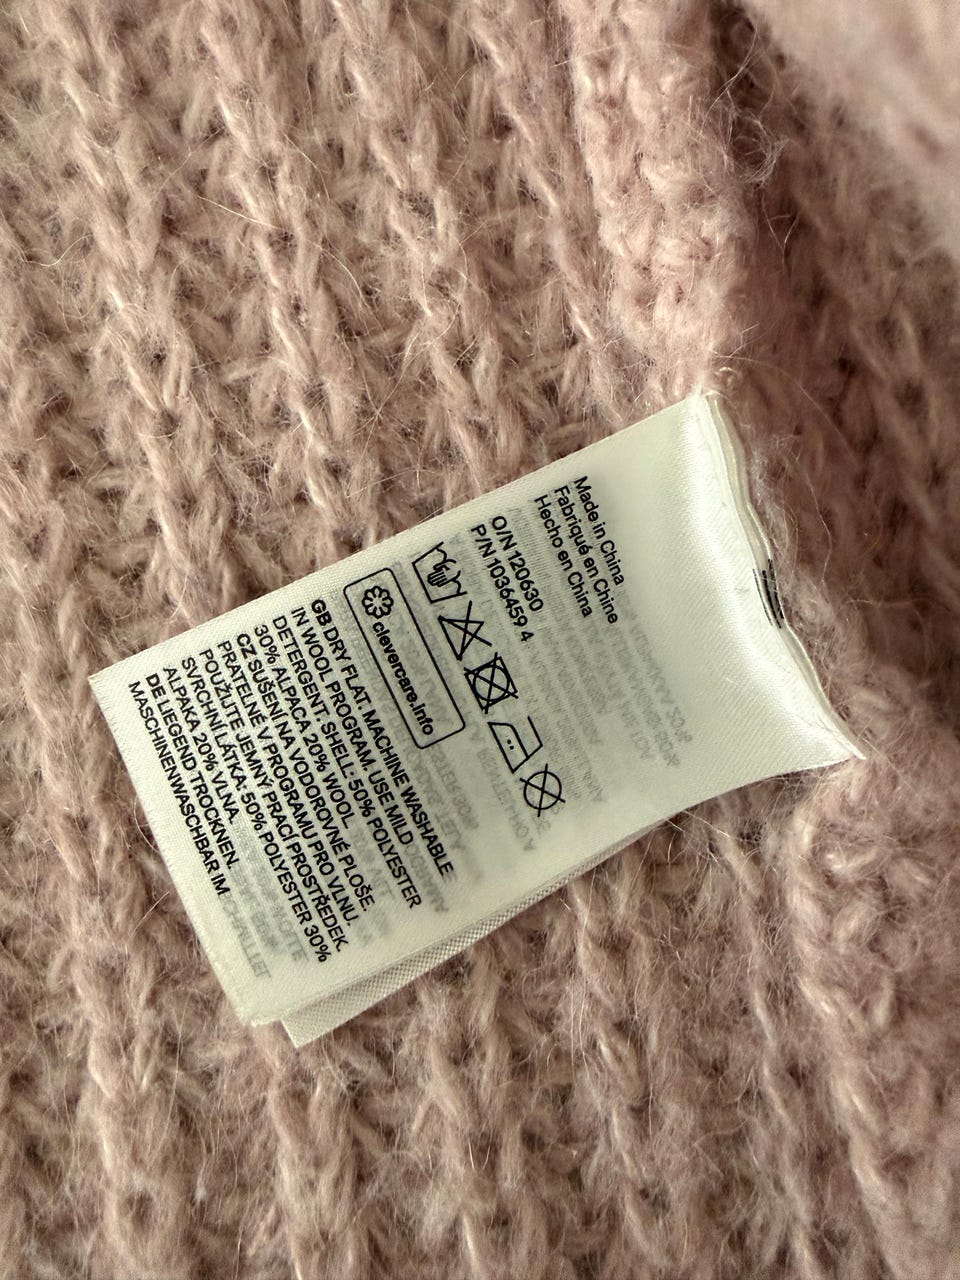 Made in China
Fabriqué en Chine
Hecho en China
O/N 120630
P/N 1036459 4
clevercare.info
GB DRY FLAT. MACHINE WASHABLE
IN WOOL PROGRAM. USE MILD
DETERGENT. SHELL: 50% POLYESTER
30% ALPACA 20% WOOL.
CZ SUŠENÍ NA VODOROVNÉ PLOŠE.
PRATELNÉ V PROGRAMU PRO VLNU.
POUŽIJTE JEMNÝ PRACÍ PROSTŘEDEK.
SVRCHNÍ LÁTKA: 50% POLYESTER 30%
ALPAKA 20% VLNA.
DE LIEGEND TROCKNEN.
MASCHINENWASCHBAR IM